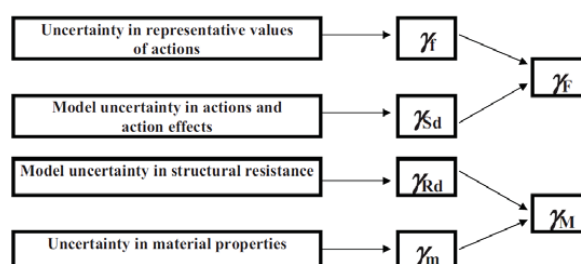 Uncertainty in representative values
of actions
γf
γF
Model uncertainty in actions and
action effects
γSd
Model uncertainty in structural resistance
γRd
γM
Uncertainty in material properties
γm